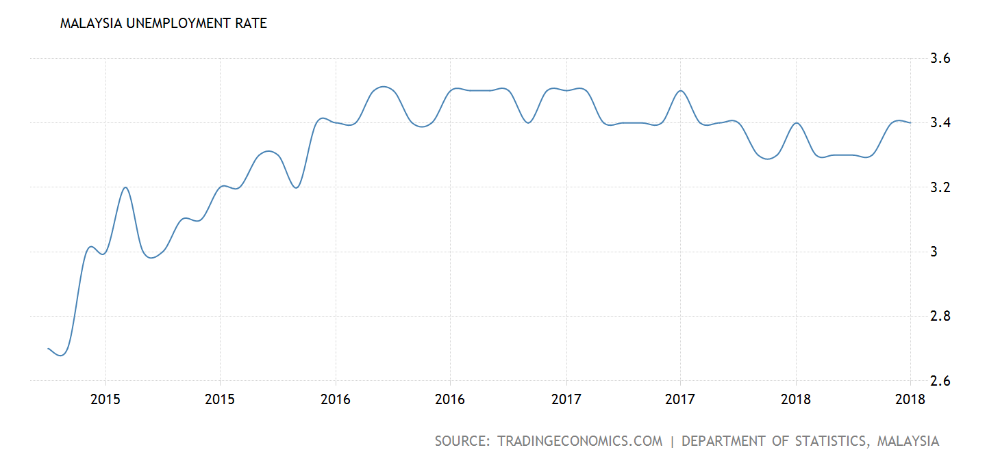 MALAYSIA UNEMPLOYMENT RATE
3.6
3.4
3.2
3
2.8
2.6
2015 2015 2016 2016 2017 2017 2018 2018
SOURCE: TRADINGECONOMICS.COM | DEPARTMENT OF STATISTICS, MALAYSIA